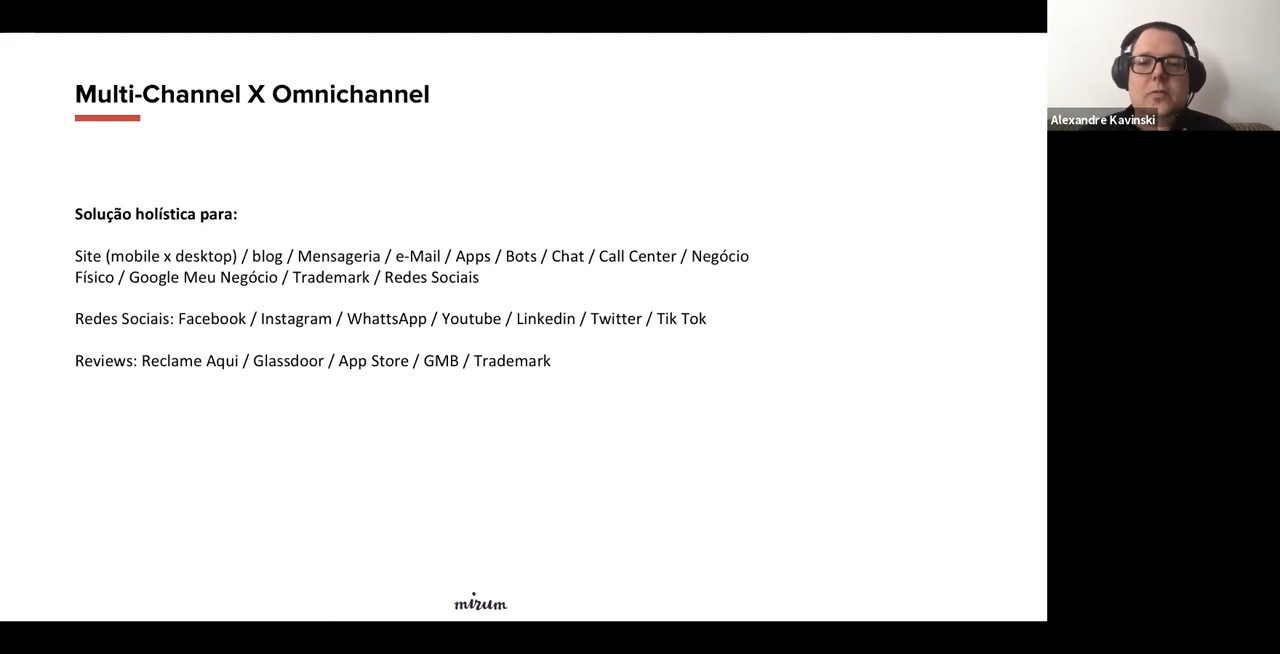 Multi-Channel X Omnichannel
Alexandre Kavinski
Solução holística para:
Site (mobile x desktop) / blog / Mensageria / e-Mail / Apps / Bots / Chat / Call Center / Negócio
Físico / Google Meu Negócio / Trademark / Redes Sociais
Redes Sociais: Facebook / Instagram / WhattsApp / Youtube / Linkedin / Twitter / Tik Tok
Reviews: Reclame Aqui / Glassdoor / App Store / GMB / Trademark
mirum